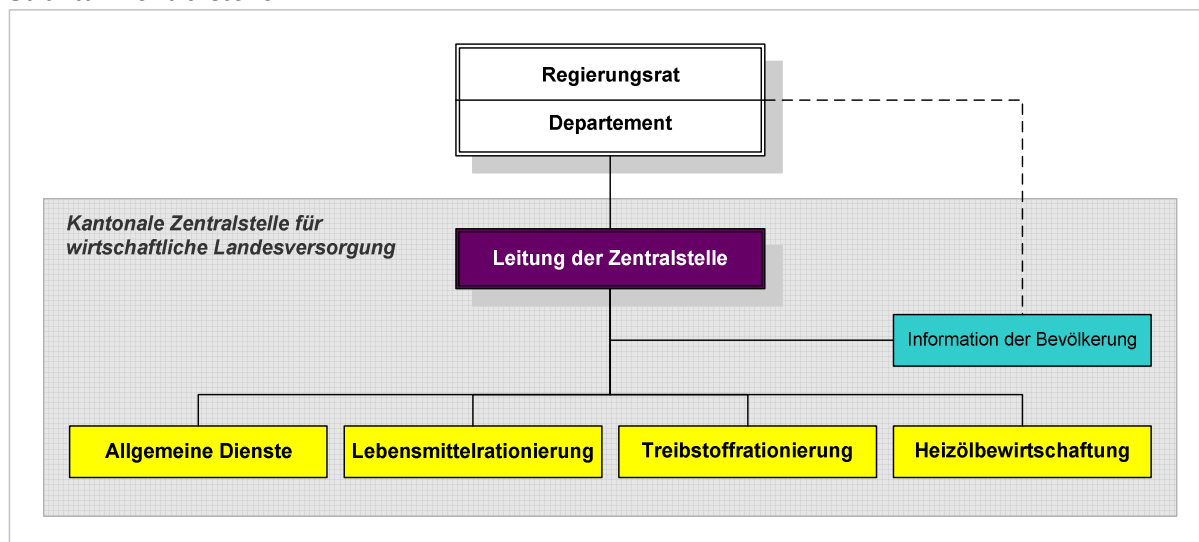 Regierungsrat
Departement
Kantonale Zentralstelle für
wirtschaftliche Landesversorgung
Leitung der Zentralstelle
Information der Bevölkerung
Allgemeine Dienste
Lebensmittelrationierung
Treibstoffrationierung
Heizölbewirtschaftung